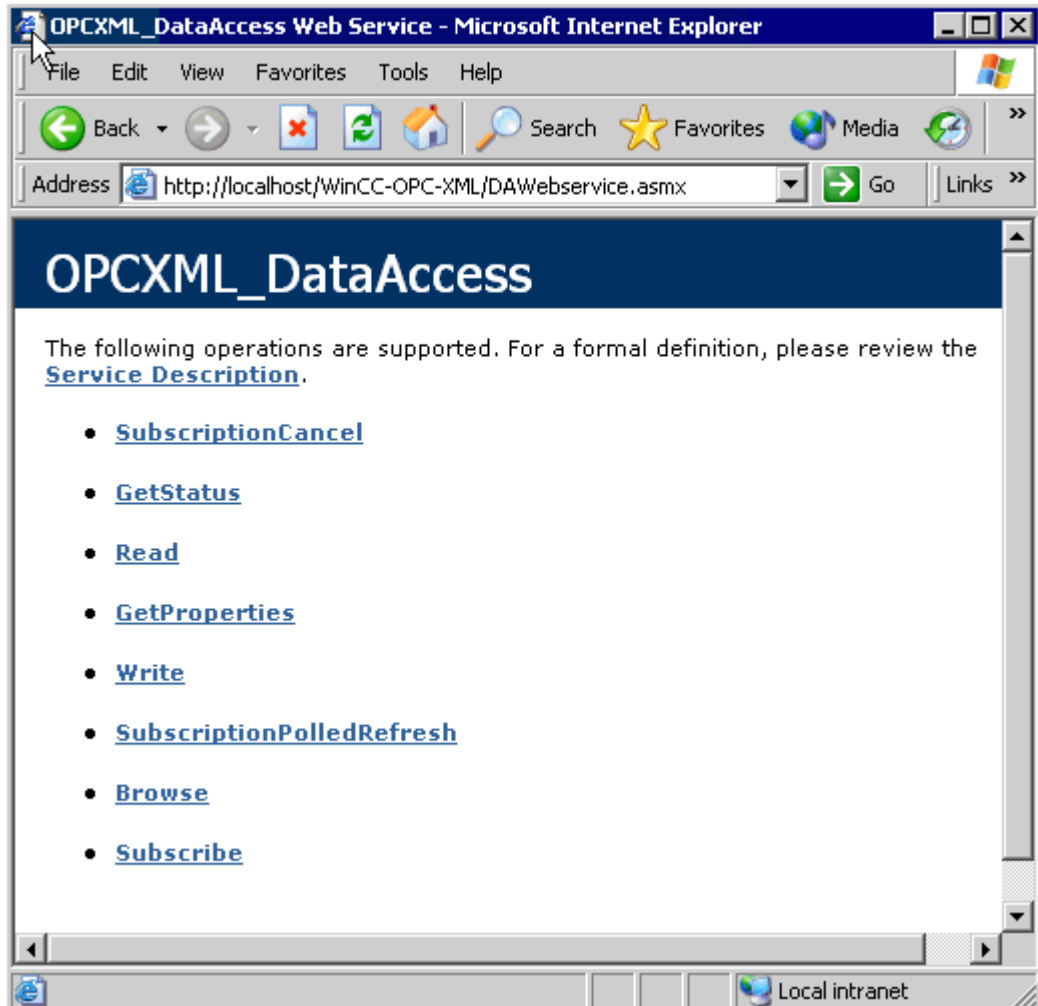 OPCXML_DataAccess Web Service - Microsoft Internet Explorer
File Edit View Favorites Tools Help
Back Search Favorites Media »
Address http://localhost/WinCC-OPC-XML/DAWebservice.asmx Go Links »
OPCXML_DataAccess
The following operations are supported. For a formal definition, please review the
Service Description.
• SubscriptionCancel
• GetStatus
• Read
• GetProperties
• Write
• SubscriptionPolledRefresh
• Browse
• Subscribe
Local intranet